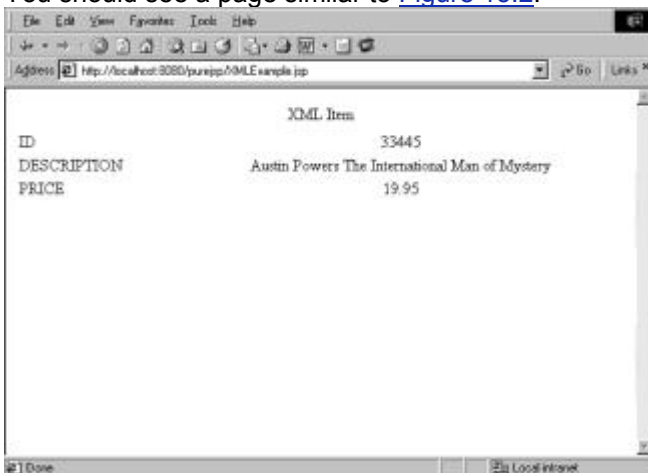 You should see a page similar to Figure 16.2.
File Edit View Favorites Tools Help
Address http://localhost:8080/purejsp/XMLExample.jsp Go Links »
XML Item
ID 33445
DESCRIPTION Austin Powers The International Man of Mystery
PRICE 19.95
Done Local intranet